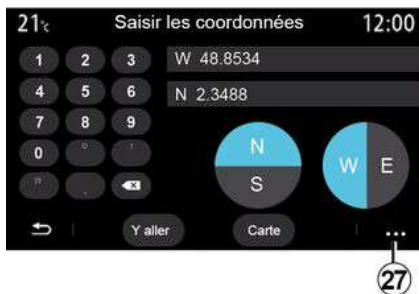 21°c Saisir les coordonnées 12:00
1 2 3 W 48.8534
4 5 6 N 2.3488
7 8 9
0 ° '
" .
N S W E
Y aller Carte ...
27